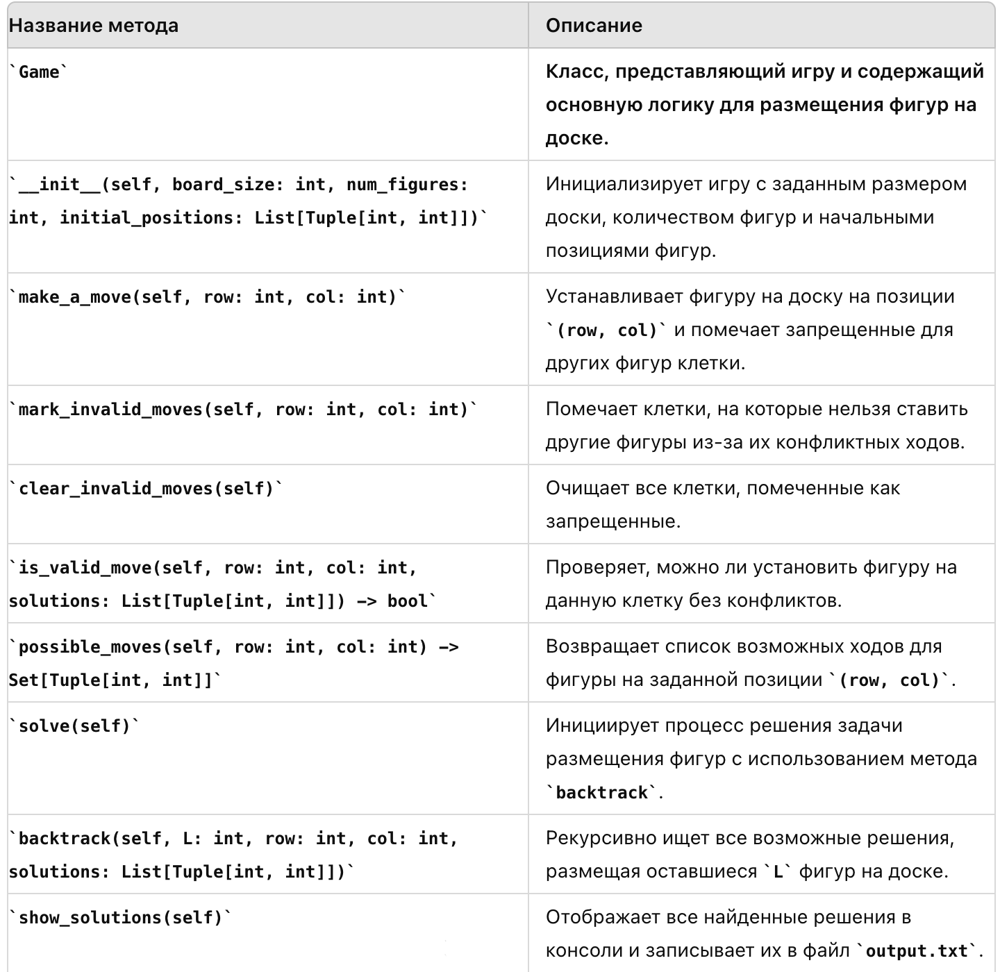 Название метода
Описание
`Game`
Класс, представляющий игру и содержащий
основную логику для размещения фигур на
доске.
`__init__(self, board_size: int, num_figures:
int, initial_positions: List[Tuple[int, int]])`
Инициализирует игру с заданным размером
доски, количеством фигур и начальными
позициями фигур.
`make_a_move(self, row: int, col: int)`
Устанавливает фигуру на доску на позиции
`(row, col)` и помечает запрещенные для
других фигур клетки.
`mark_invalid_moves(self, row: int, col: int)`
Помечает клетки, на которые нельзя ставить
другие фигуры из-за их конфликтных ходов.
`clear_invalid_moves(self)`
Очищает все клетки, помеченные как
запрещенные.
`is_valid_move(self, row: int, col: int,
solutions: List[Tuple[int, int]]) -> bool`
Проверяет, можно ли установить фигуру на
данную клетку без конфликтов.
`possible_moves(self, row: int, col: int) ->
Set[Tuple[int, int]]`
Возвращает список возможных ходов для
фигуры на заданной позиции `(row, col)`.
`solve(self)`
Инициирует процесс решения задачи
размещения фигур с использованием метода
`backtrack`.
`backtrack(self, L: int, row: int, col: int,
solutions: List[Tuple[int, int]])`
Рекурсивно ищет все возможные решения,
размещая оставшиеся `L` фигур на доске.
`show_solutions(self)`
Отображает все найденные решения в
консоли и записывает их в файл `output.txt`.